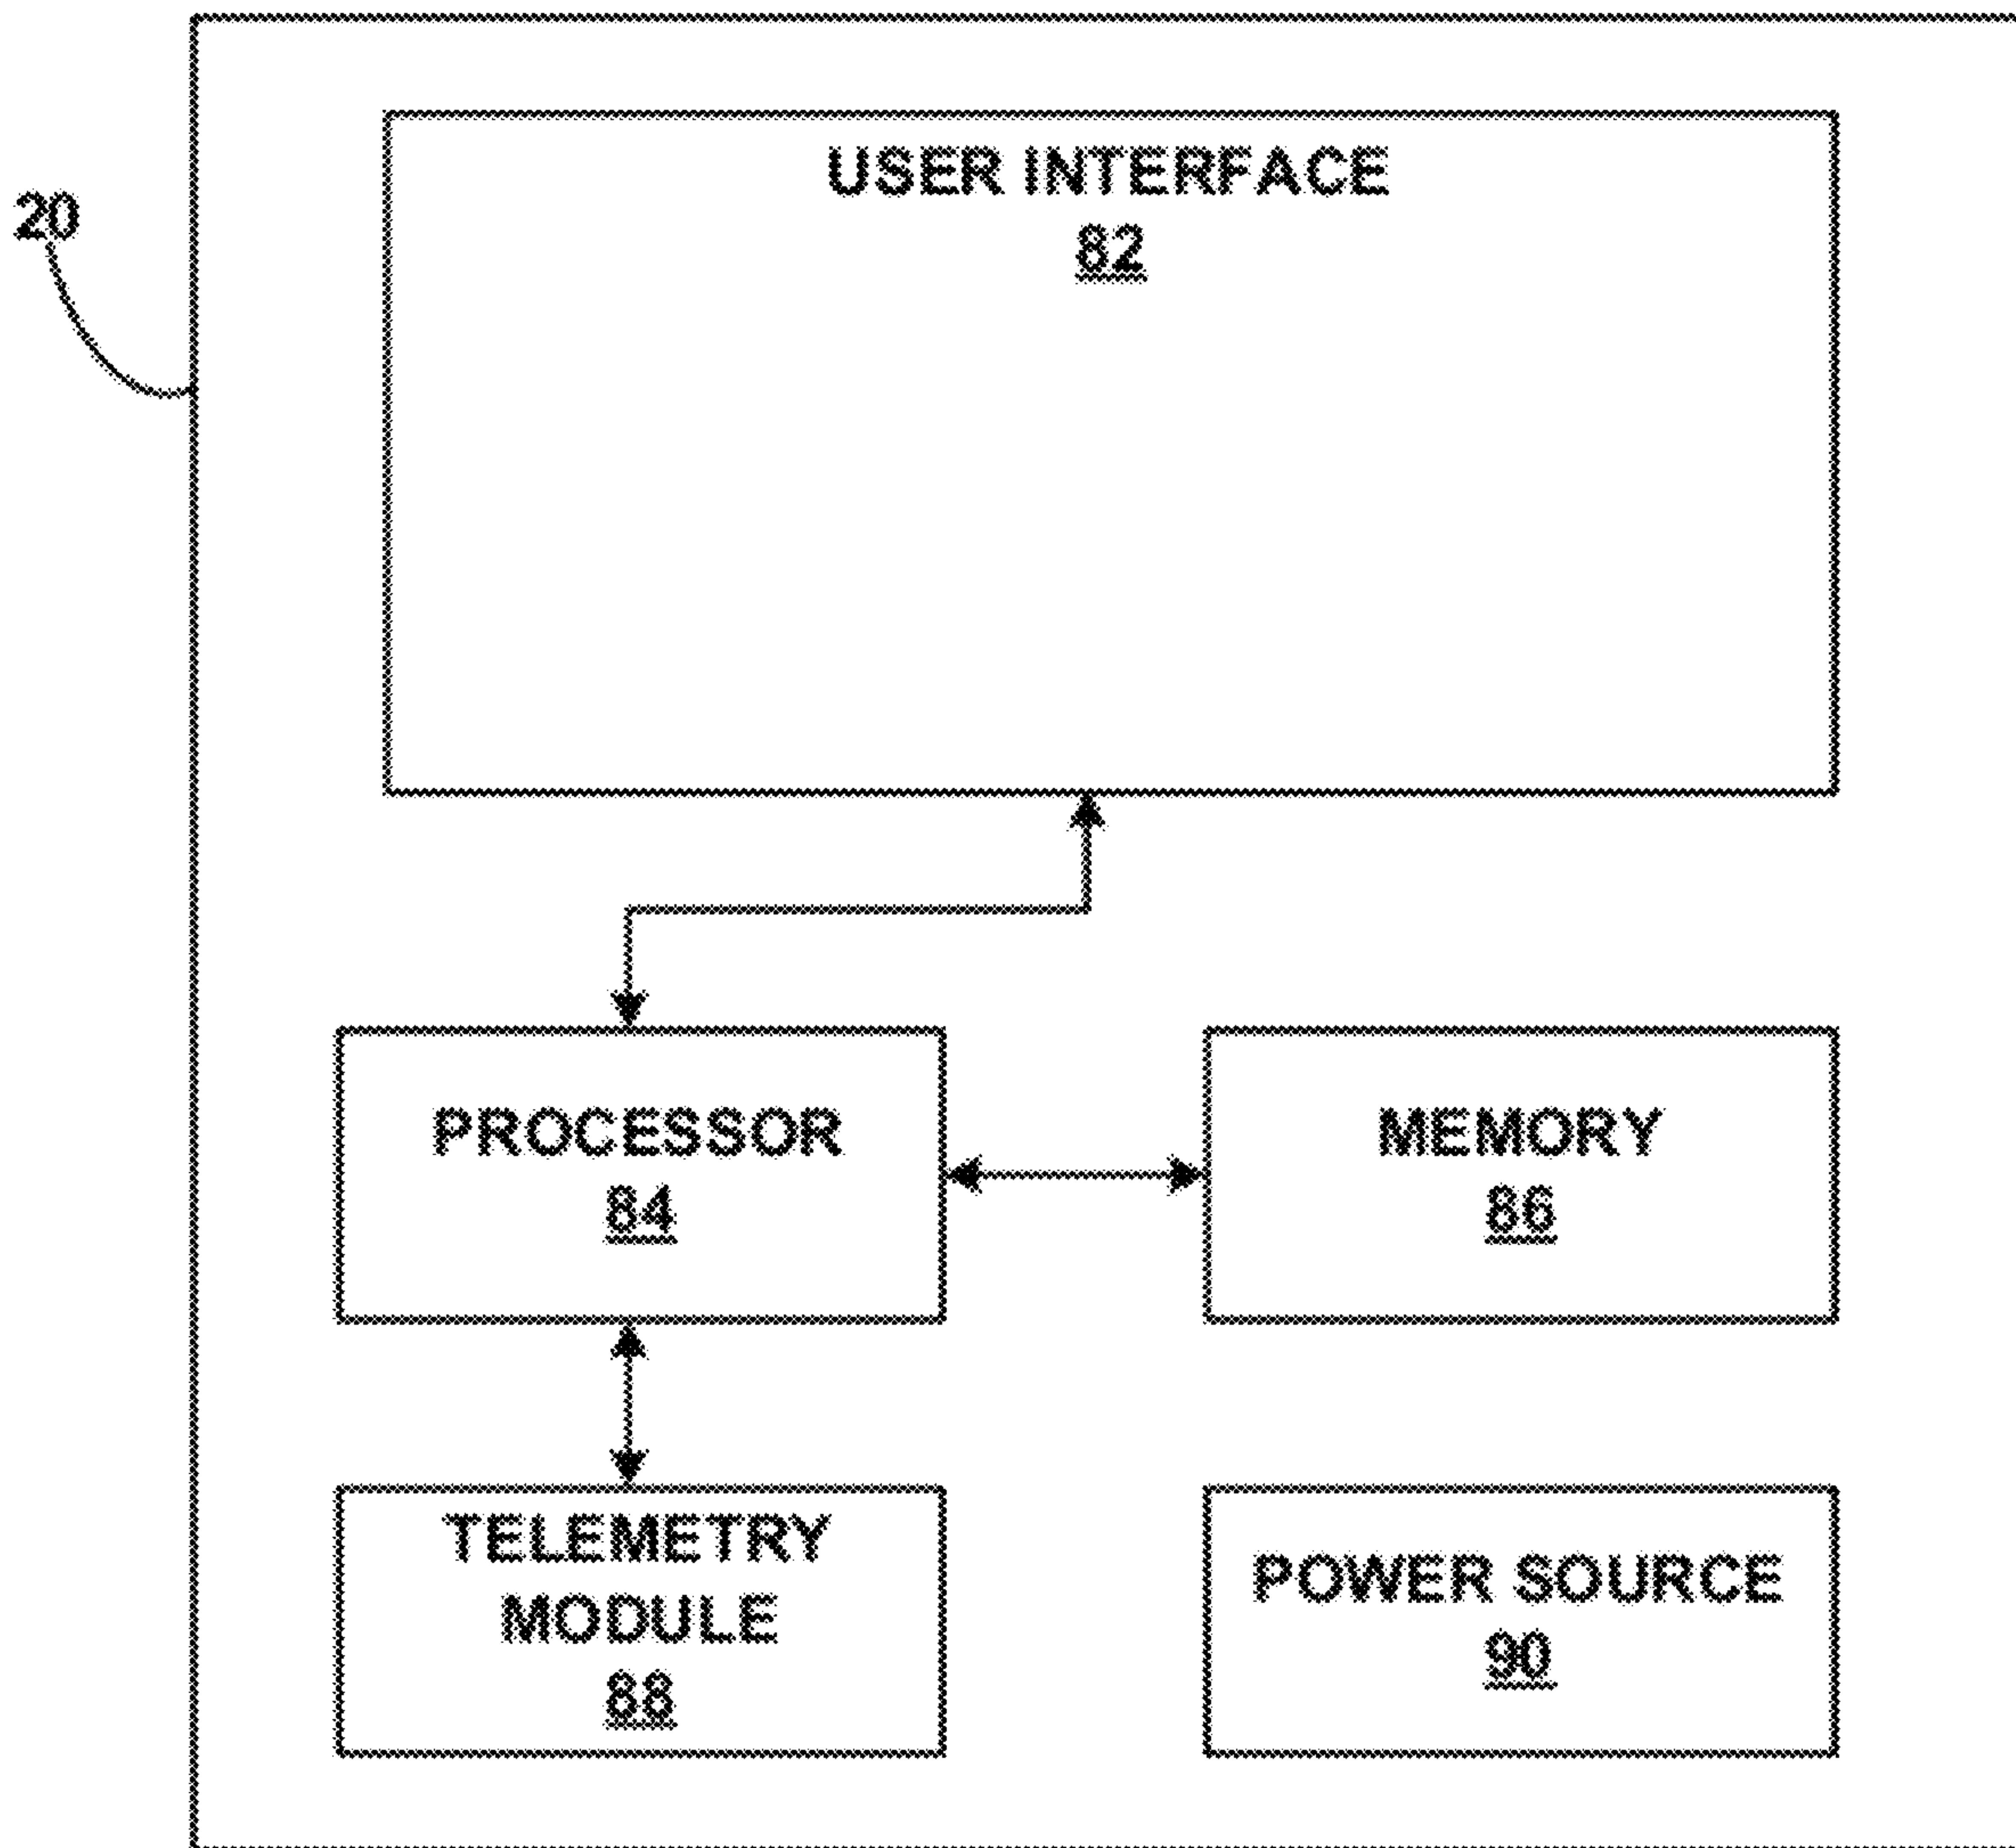 20
USER INTERFACE
82
PROCESSOR
84
MEMORY
86
TELEMETRY
MODULE
88
POWER SOURCE
90